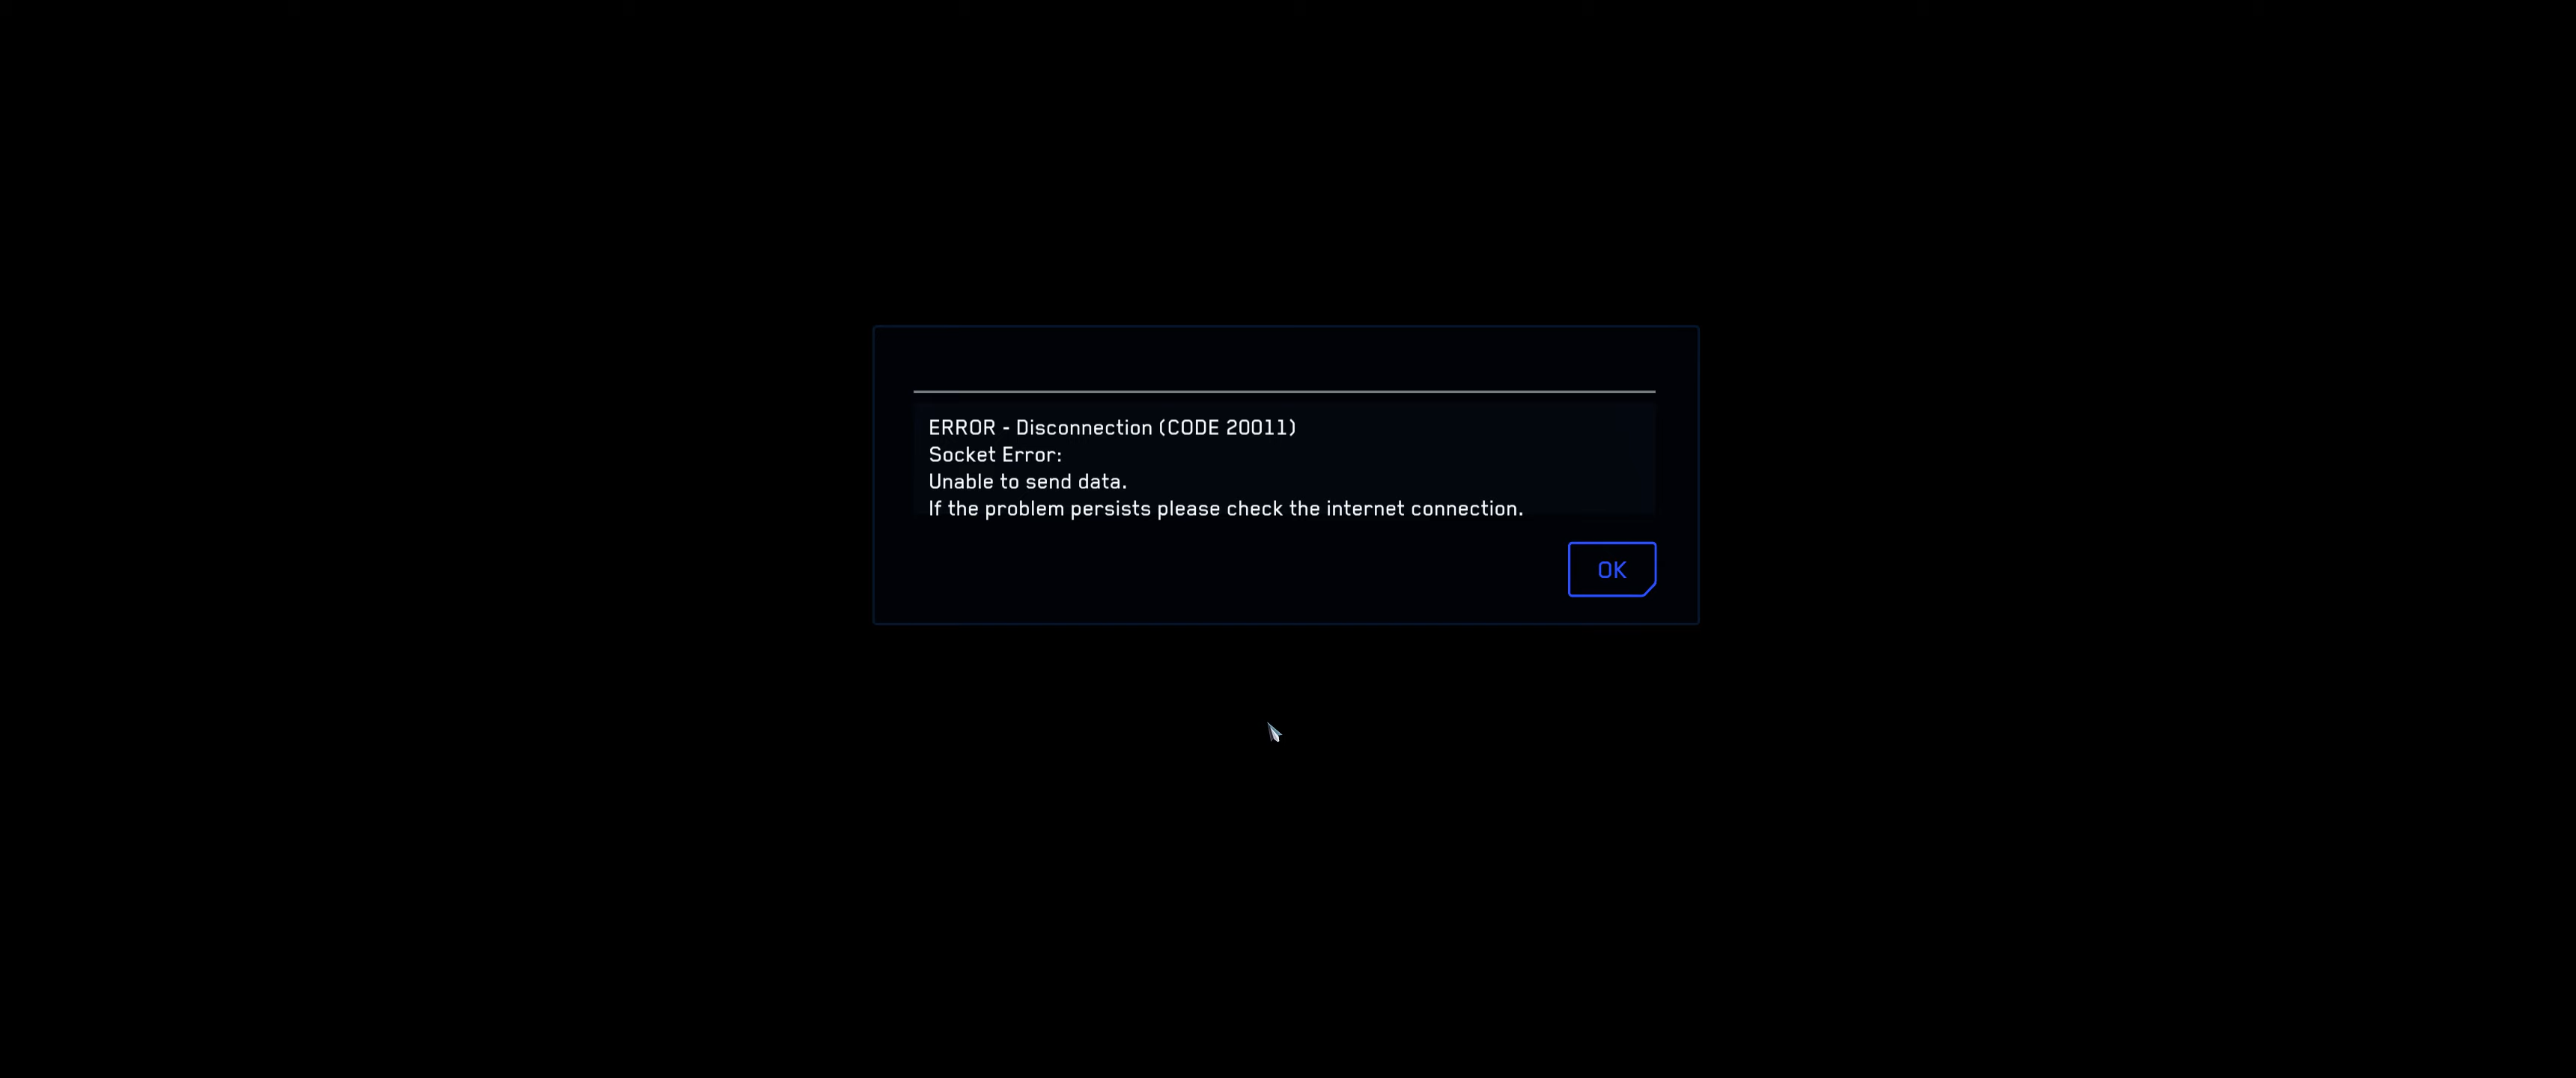 ERROR - Disconnection (CODE 20011)
Socket Error:
Unable to send data.
If the problem persists please check the internet connection.
OK